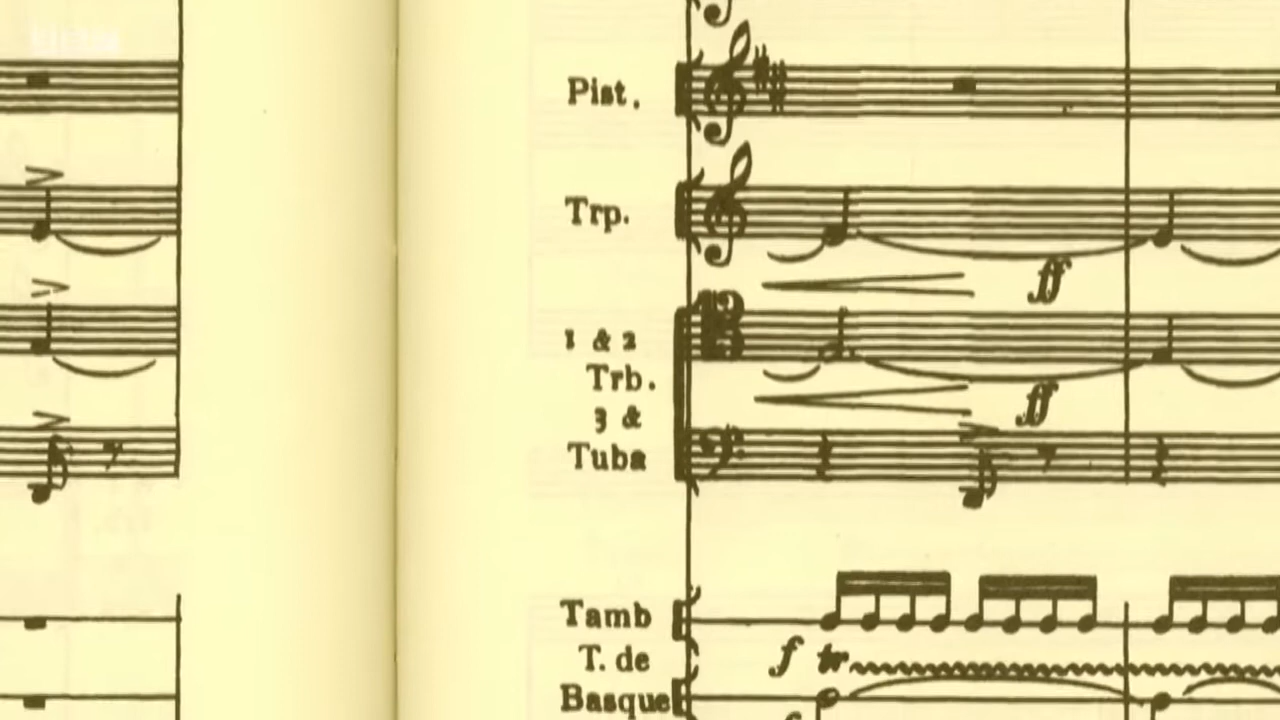 Pist.
Trp.
ff
1 & 2
Trb.
ff
3 &
Tuba
Tamb
T. de
f tr
Basque